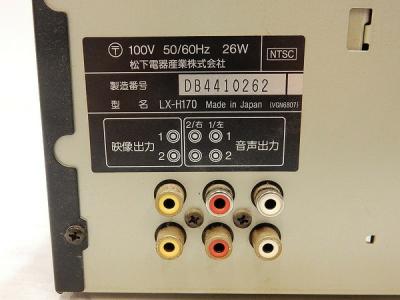 〒 100V 50/60Hz 26W NTSC
松下電器産業株式会社
製造番号 DB4410262
型 名 LX-H170 Made in Japan (VGN6807)
2/右 1/左
映像出力 1 1 音声出力
2 2